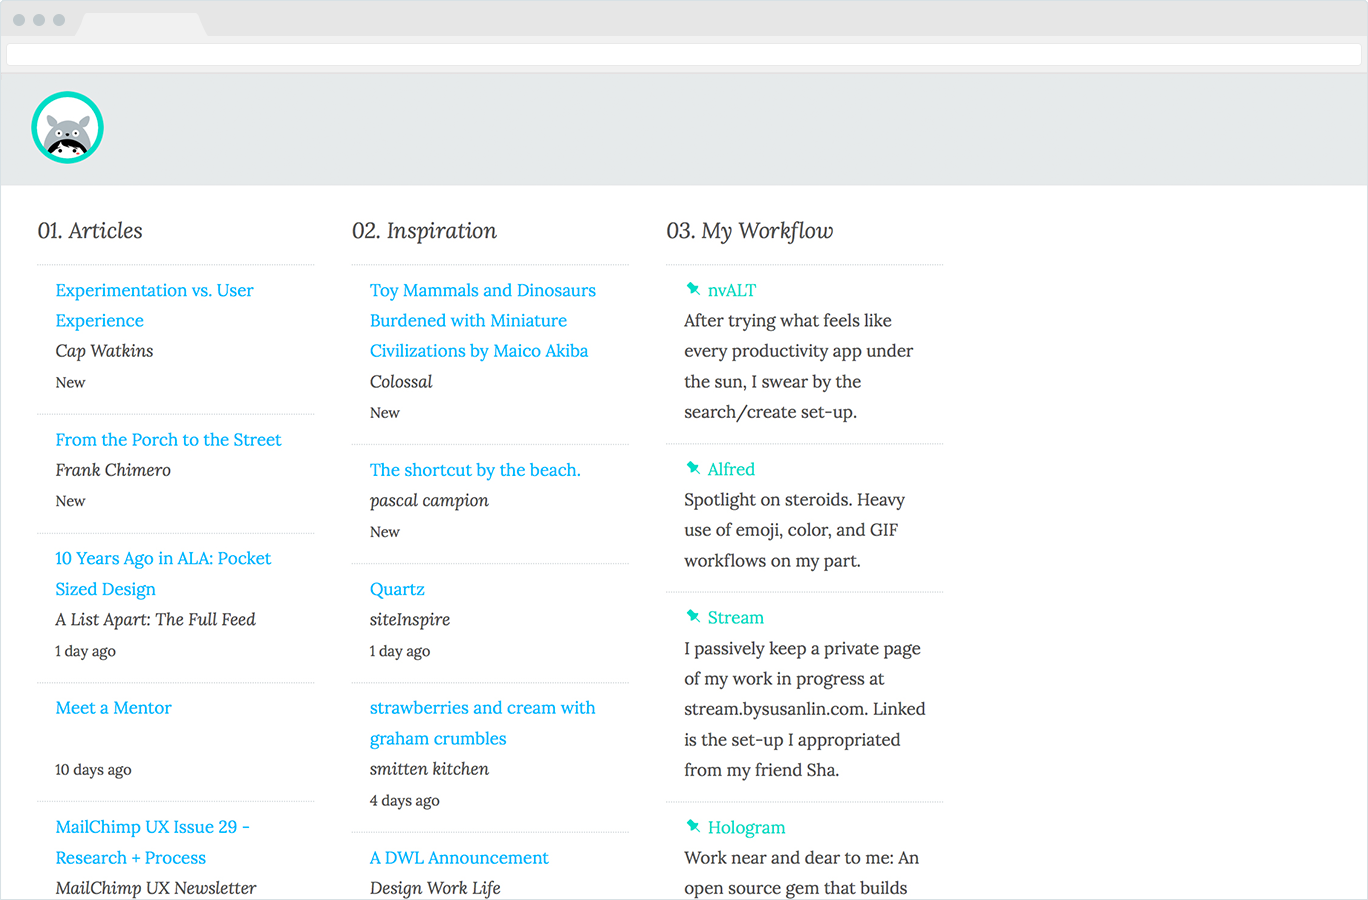 01. Articles
Experimentation vs. User
Experience
Cap Watkins
New
From the Porch to the Street
Frank Chimero
New
10 Years Ago in ALA: Pocket
Sized Design
A List Apart: The Full Feed
1 day ago
Meet a Mentor
10 days ago
MailChimp UX Issue 29 -
Research + Process
MailChimp UX Newsletter
02. Inspiration
Toy Mammals and Dinosaurs
Burdened with Miniature
Civilizations by Maico Akiba
Colossal
New
The shortcut by the beach.
pascal campion
New
Quartz
siteInspire
1 day ago
strawberries and cream with
graham crumbles
smitten kitchen
4 days ago
A DWL Announcement
Design Work Life
03. My Workflow
nvALT
After trying what feels like
every productivity app under
the sun, I swear by the
search/create set-up.
Alfred
Spotlight on steroids. Heavy
use of emoji, color, and GIF
workflows on my part.
Stream
I passively keep a private page
of my work in progress at
stream.bysusanlin.com. Linked
is the set-up I appropriated
from my friend Sha.
Hologram
Work near and dear to me: An
open source gem that builds